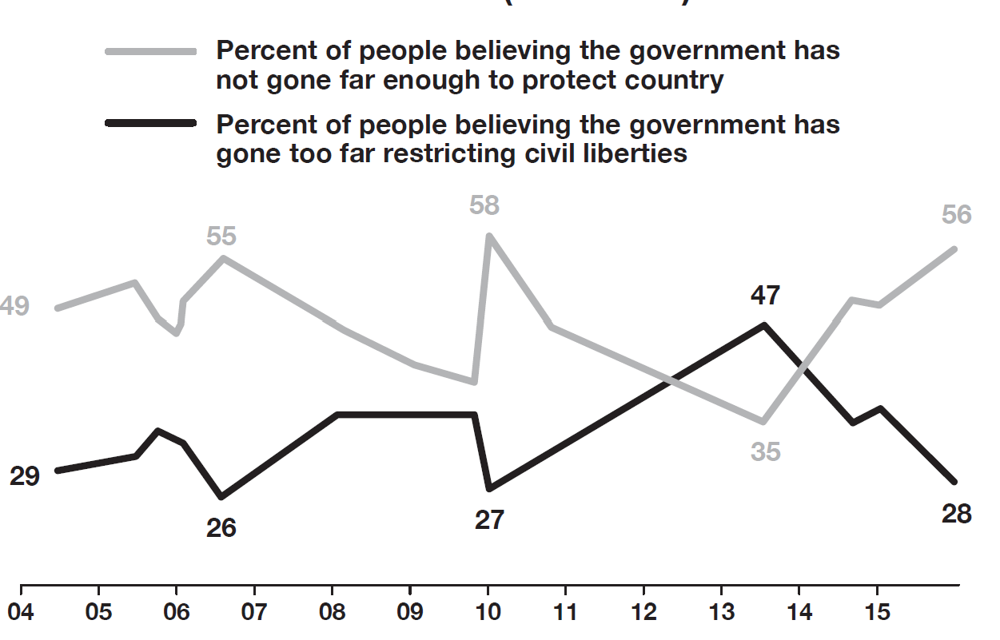 Percent of people believing the government has
not gone far enough to protect country
Percent of people believing the government has
gone too far restricting civil liberties
58
56
55
49
47
35
29
28
27
26
04 05 06 07 08 09 10 11 12 13 14 15